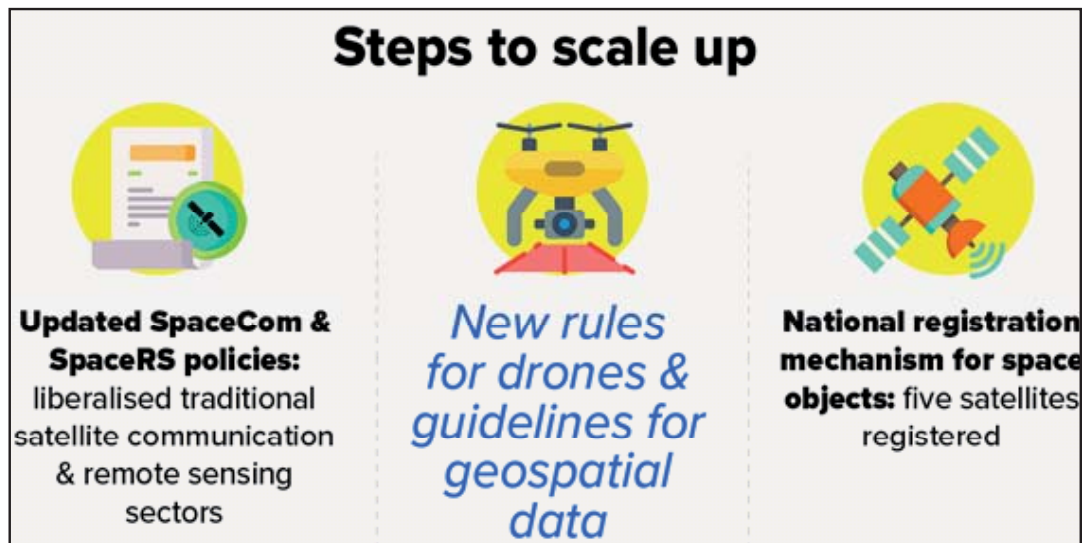 Steps to scale up
Updated SpaceCom &
SpaceRS policies:
liberalised traditional
satellite communication
& remote sensing
sectors
New rules
for drones &
guidelines for
geospatial
data
National registration
mechanism for space
objects: five satellites
registered